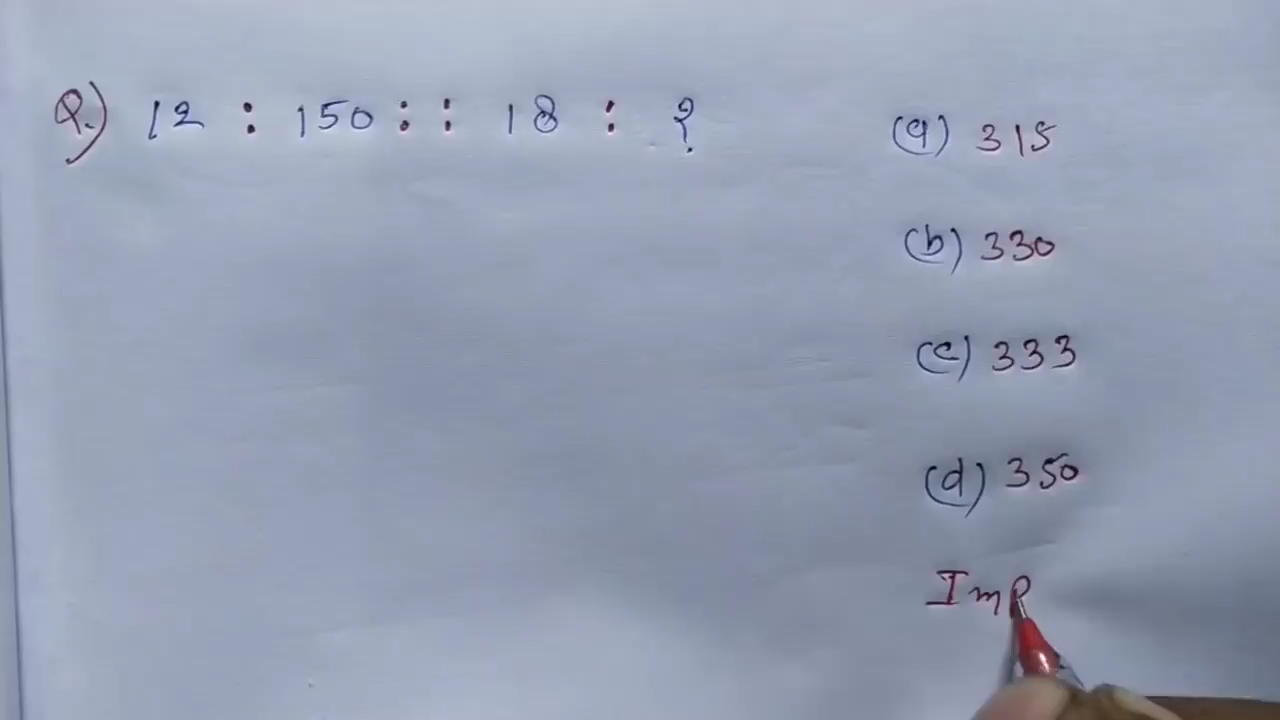 Q.) 12 : 150 :: 18 : ?
(a) 315
(b) 330
(c) 333
(d) 350
Imp